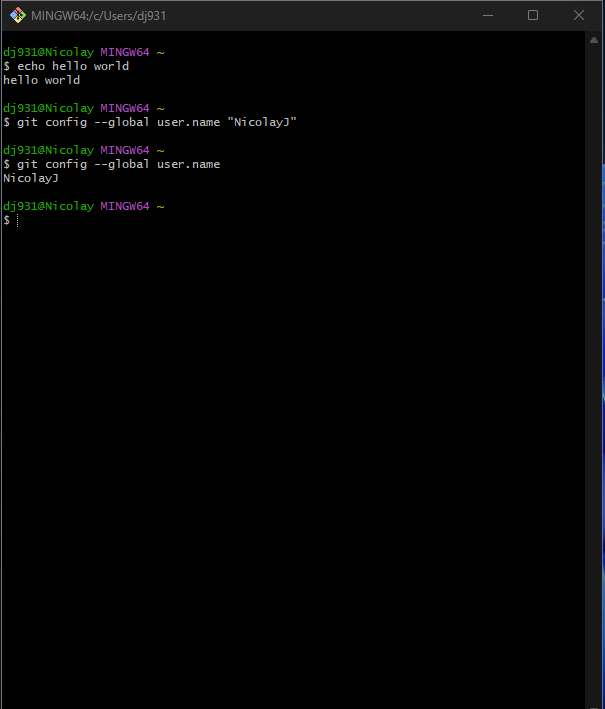 MINGW64:/c/Users/dj931
dj931@Nicolay MINGW64 ~
$ echo hello world
hello world
dj931@Nicolay MINGW64 ~
$ git config --global user.name "NicolayJ"
dj931@Nicolay MINGW64 ~
$ git config --global user.name
NicolayJ
dj931@Nicolay MINGW64 ~
$